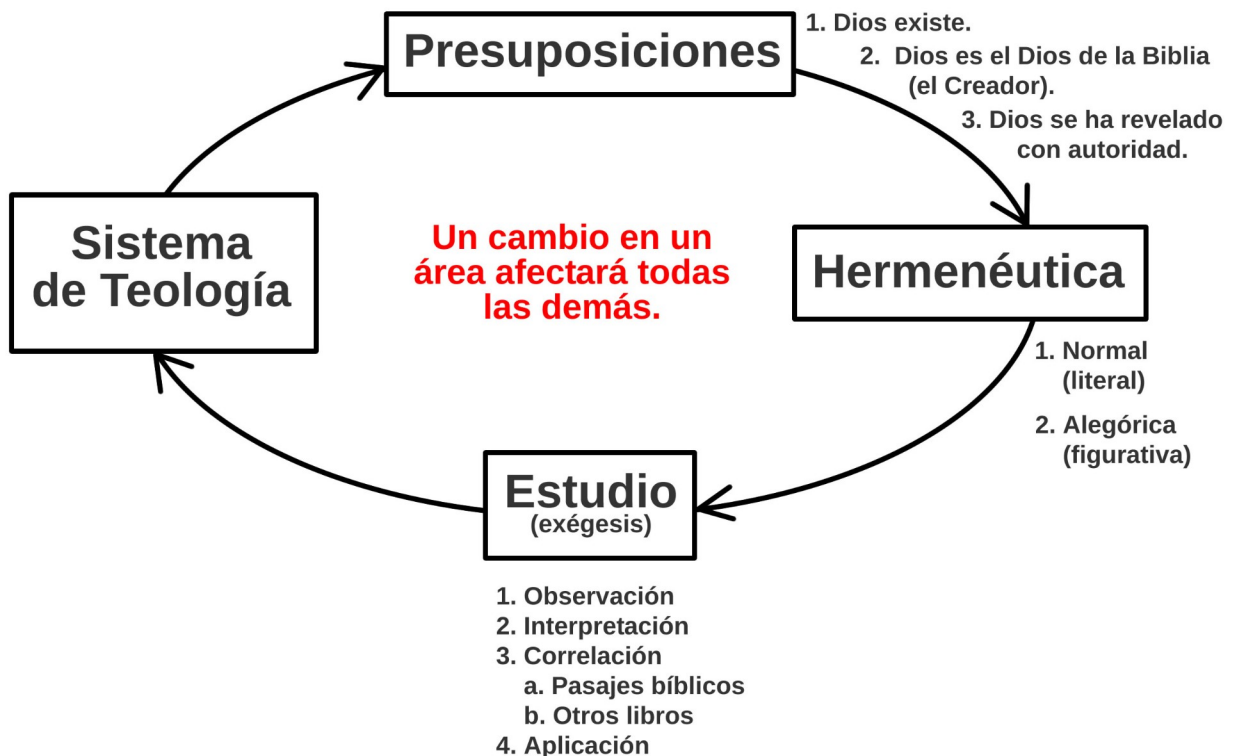 Presuposiciones
1. Dios existe.
2. Dios es el Dios de la Biblia
(el Creador).
3. Dios se ha revelado
con autoridad.
Sistema
de Teología
Un cambio en un
área afectará todas
las demás.
Hermenéutica
1. Normal
(literal)
2. Alegórica
(figurativa)
Estudio
(exégesis)
1. Observación
2. Interpretación
3. Correlación
a. Pasajes bíblicos
b. Otros libros
4. Aplicación